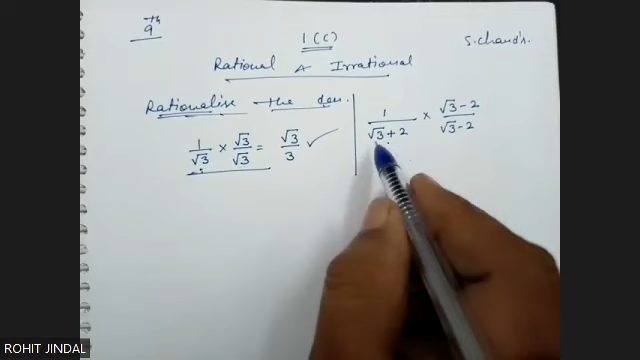 9th
1(c)
S. Chand's.
Rational & Irrational
Rationalise the den.
1/√3 × √3/√3 = √3/3 ✓
1/(√3+2) × (√3-2)/(√3-2)
ROHIT JINDAL